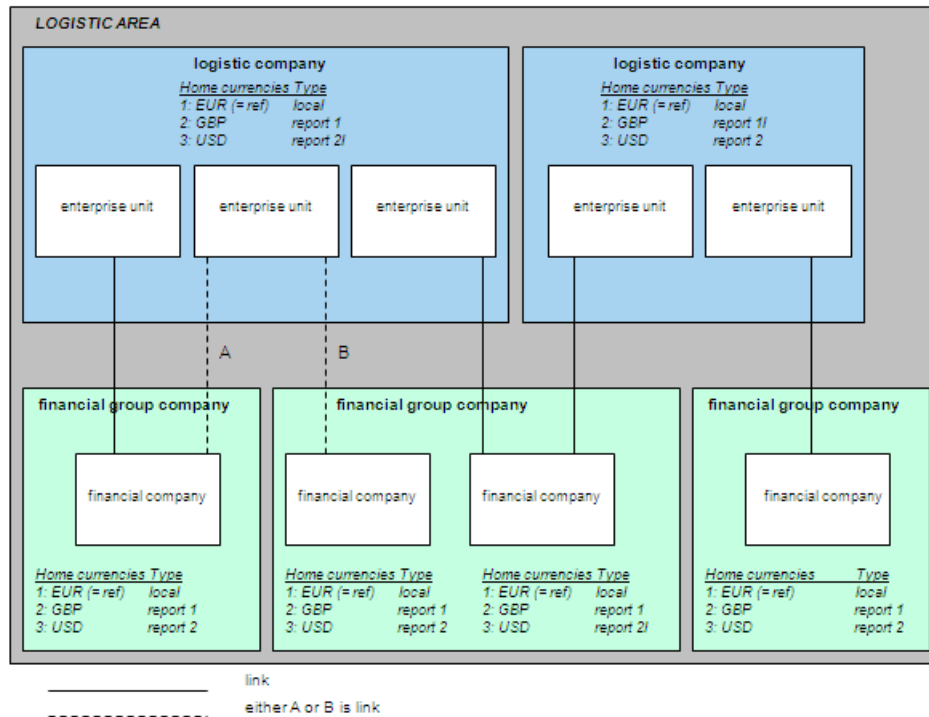 LOGISTIC AREA
logistic company
Home currencies Type
1: EUR (= ref) local
2: GBP report 1
3: USD report 2l
enterprise unit
enterprise unit
enterprise unit
logistic company
Home currencies Type
1: EUR (= ref) local
2: GBP report 1l
3: USD report 2
enterprise unit
enterprise unit
A
B
financial group company
financial company
Home currencies Type
1: EUR (= ref) local
2: GBP report 1
3: USD report 2
financial group company
financial company
financial company
Home currencies Type
1: EUR (= ref) local
2: GBP report 1
3: USD report 2
Home currencies Type
1: EUR (= ref) local
2: GBP report 1
3: USD report 2l
financial group company
financial company
Home currencies Type
1: EUR (= ref) local
2: GBP report 1
3: USD report 2
link
either A or B is link